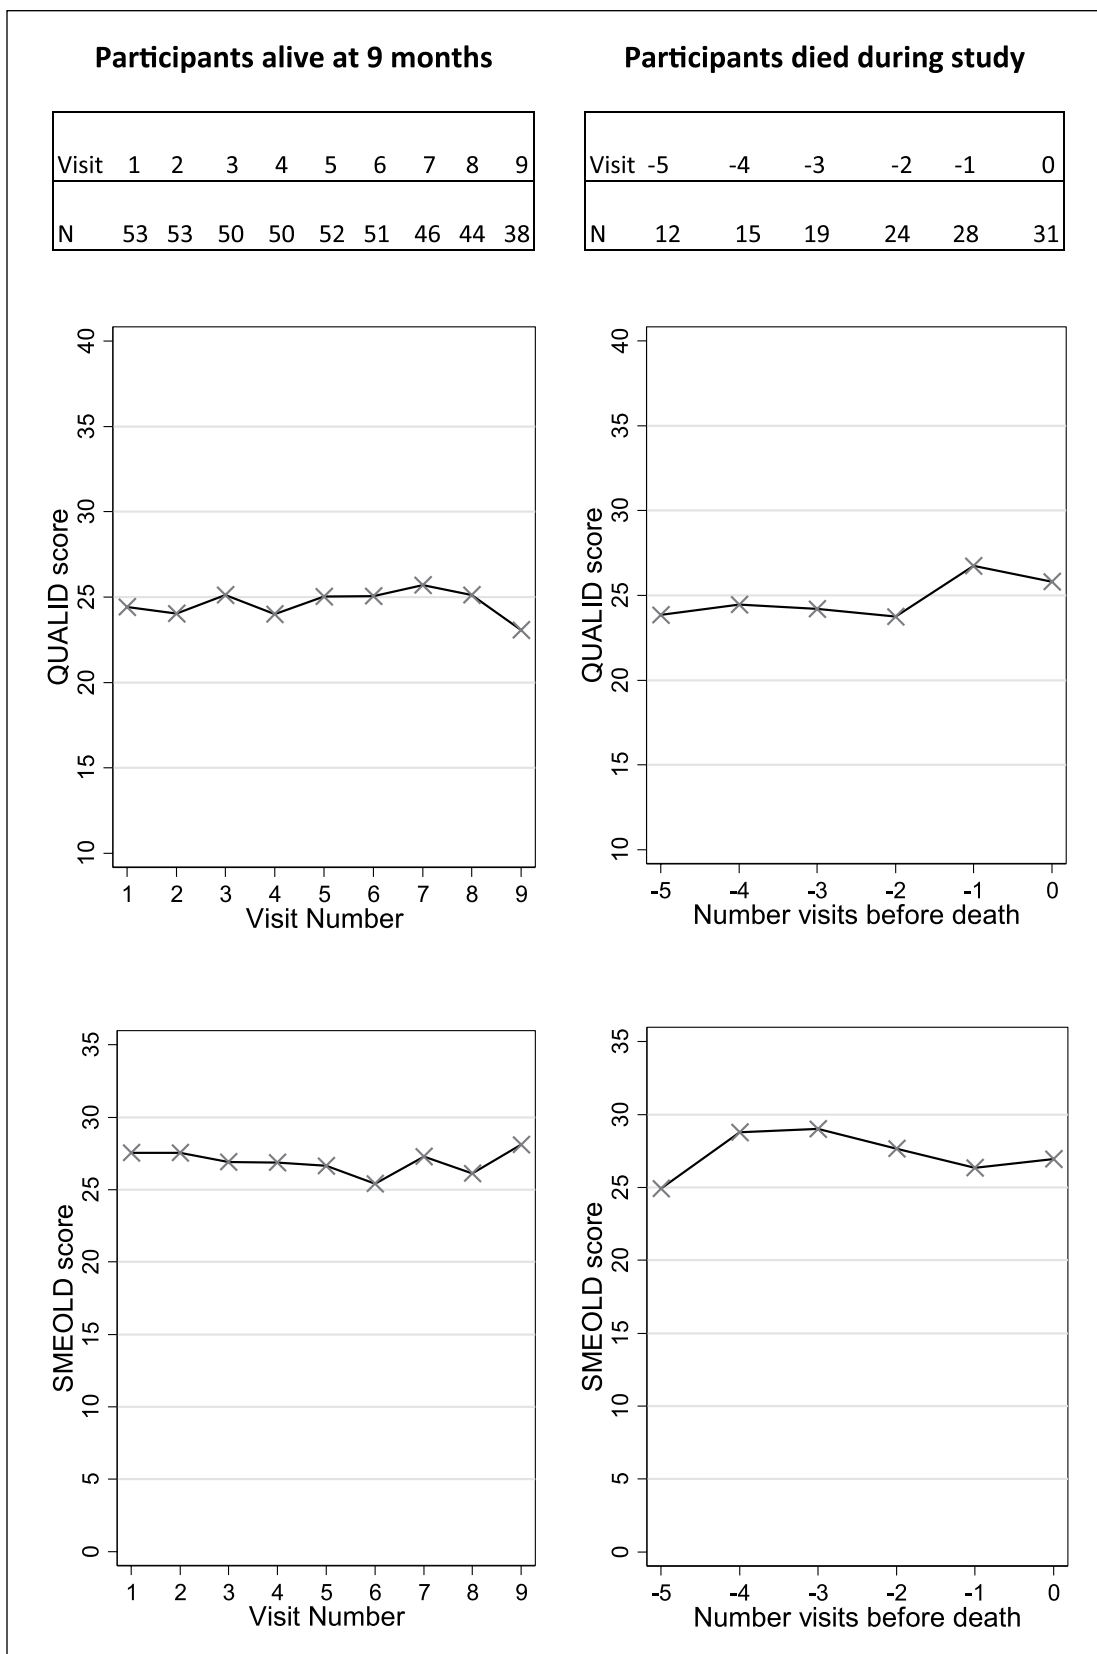 Participants alive at 9 months
Visit 1 2 3 4 5 6 7 8 9
N 53 53 50 50 52 51 46 44 38
Participants died during study
Visit -5 -4 -3 -2 -1 0
N 12 15 19 24 28 31
QUALID score
40
35
30
25
20
15
10
1 2 3 4 5 6 7 8 9
Visit Number
QUALID score
40
35
30
25
20
15
10
-5 -4 -3 -2 -1 0
Number visits before death
SMEOLD score
35
30
25
20
15
10
5
0
1 2 3 4 5 6 7 8 9
Visit Number
SMEOLD score
35
30
25
20
15
10
5
0
-5 -4 -3 -2 -1 0
Number visits before death